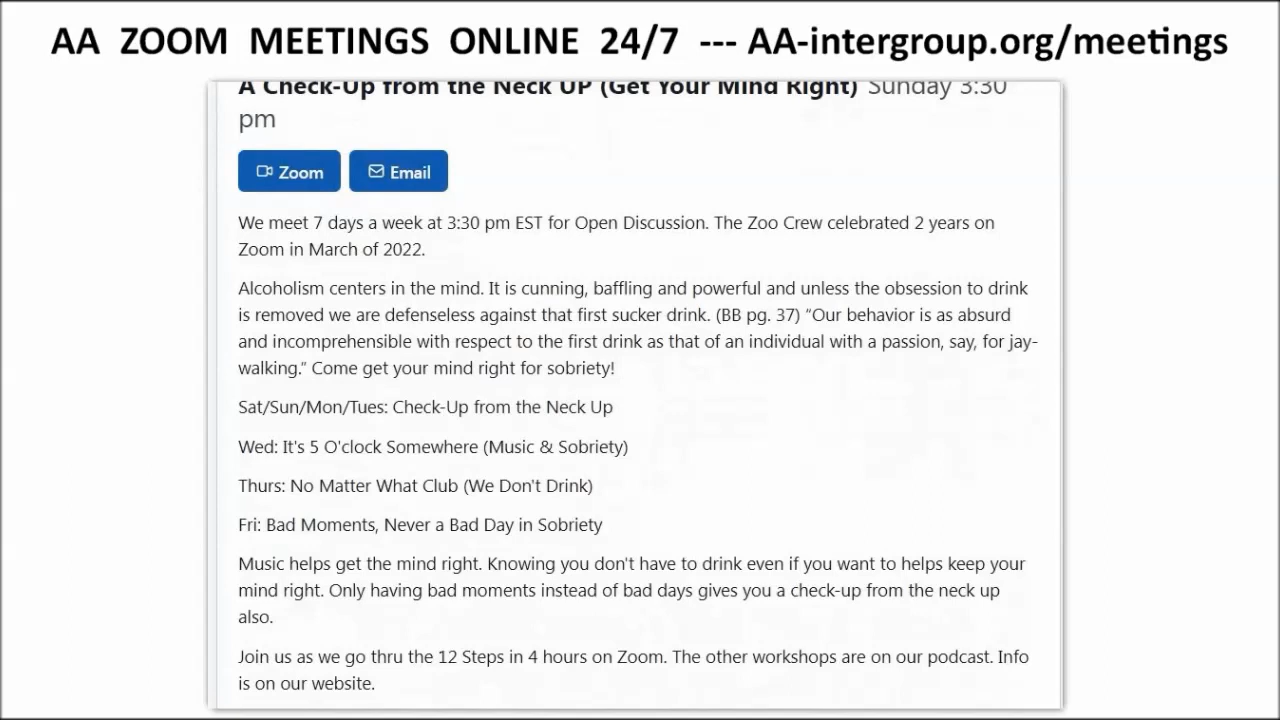 AA ZOOM MEETINGS ONLINE 24/7 --- AA-intergroup.org/meetings
A Check-Up from the Neck UP (Get Your Mind Right) Sunday 3:30
pm
Zoom Email
We meet 7 days a week at 3:30 pm EST for Open Discussion. The Zoo Crew celebrated 2 years on
Zoom in March of 2022.
Alcoholism centers in the mind. It is cunning, baffling and powerful and unless the obsession to drink
is removed we are defenseless against that first sucker drink. (BB pg. 37) “Our behavior is as absurd
and incomprehensible with respect to the first drink as that of an individual with a passion, say, for jay-
walking.” Come get your mind right for sobriety!
Sat/Sun/Mon/Tues: Check-Up from the Neck Up
Wed: It's 5 O'clock Somewhere (Music & Sobriety)
Thurs: No Matter What Club (We Don't Drink)
Fri: Bad Moments, Never a Bad Day in Sobriety
Music helps get the mind right. Knowing you don't have to drink even if you want to helps keep your
mind right. Only having bad moments instead of bad days gives you a check-up from the neck up
also.
Join us as we go thru the 12 Steps in 4 hours on Zoom. The other workshops are on our podcast. Info
is on our website.